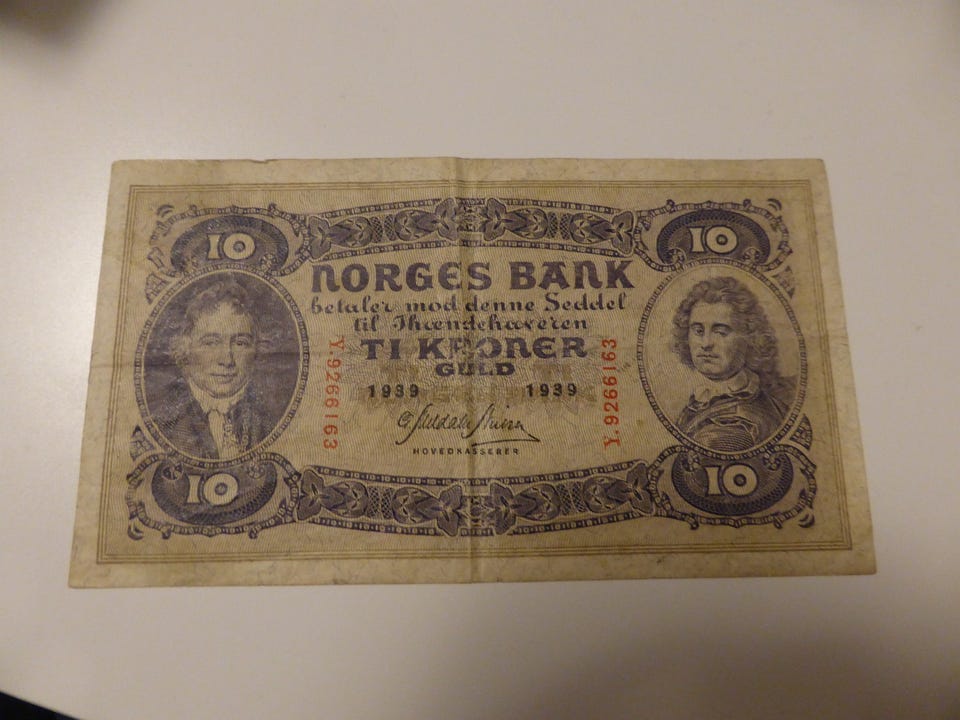 10 10
NORGES BANK
betaler mod denne Seddel
til Ihændehaveren
TI KRONER
GULD
1939 1939
Y.9266163 Y.9266163
HOVEDKASSERER
10 10